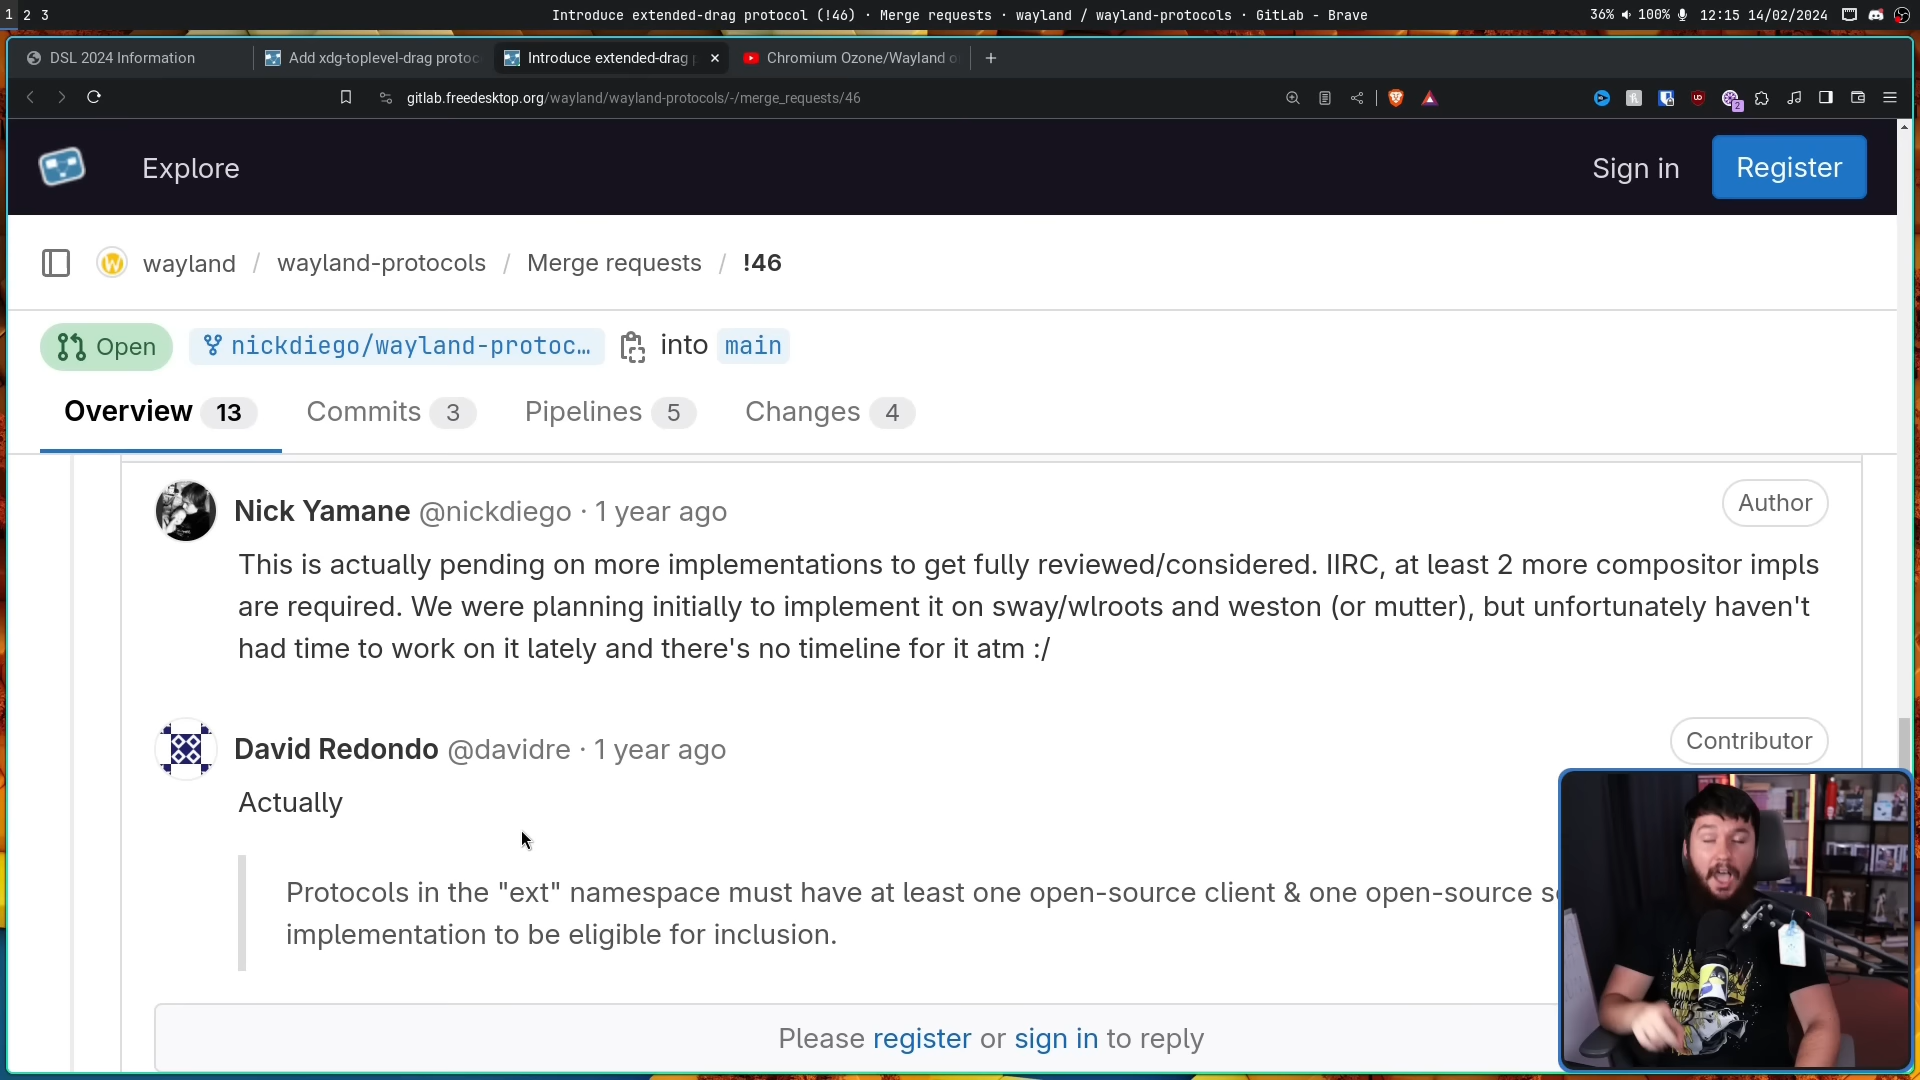 1 2 3
Introduce extended-drag protocol (!46) · Merge requests · wayland / wayland-protocols · GitLab - Brave
36% 100% 12:15 14/02/2024
DSL 2024 Information
Add xdg-toplevel-drag protoc
Introduce extended-drag
Chromium Ozone/Wayland o
gitlab.freedesktop.org/wayland/wayland-protocols/-/merge_requests/46
2
Explore
Sign in
Register
wayland / wayland-protocols / Merge requests / !46
Open nickdiego/wayland-protoc… into main
Overview 13 Commits 3 Pipelines 5 Changes 4
Nick Yamane @nickdiego · 1 year ago
Author
This is actually pending on more implementations to get fully reviewed/considered. IIRC, at least 2 more compositor impls
are required. We were planning initially to implement it on sway/wlroots and weston (or mutter), but unfortunately haven't
had time to work on it lately and there's no timeline for it atm :/
David Redondo @davidre · 1 year ago
Contributor
Actually
Protocols in the "ext" namespace must have at least one open-source client & one open-source s
implementation to be eligible for inclusion.
Please register or sign in to reply